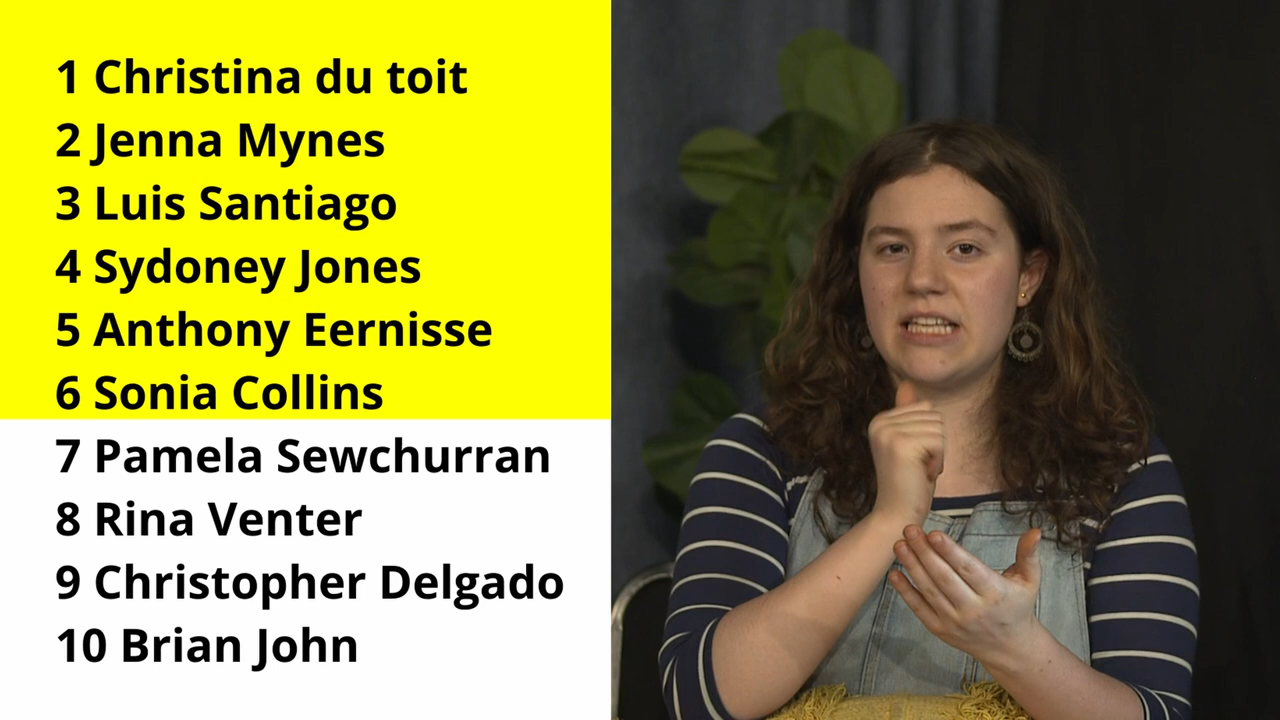 1 Christina du toit
2 Jenna Mynes
3 Luis Santiago
4 Sydoney Jones
5 Anthony Eernisse
6 Sonia Collins
7 Pamela Sewchurran
8 Rina Venter
9 Christopher Delgado
10 Brian John